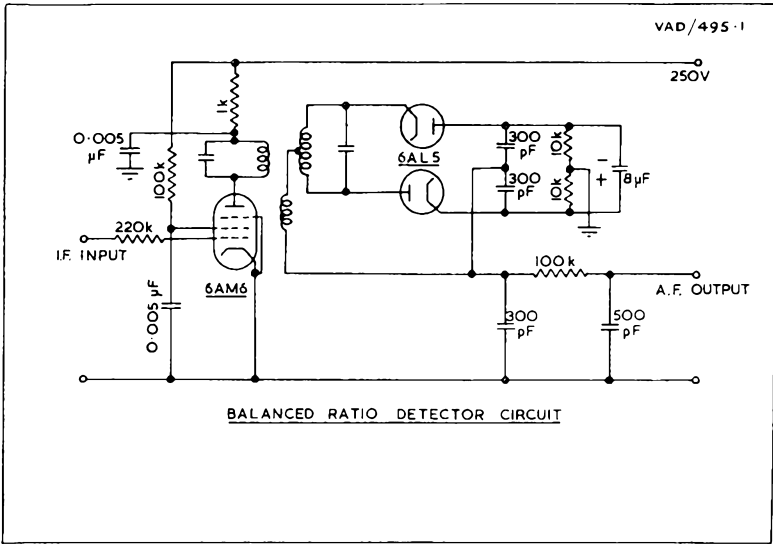 VAD/495·1
250V
1k
0·005
µF
100k
220k
I.F. INPUT
6AM6
0·005 µF
6AL5
300
pF
300
pF
10k
10k
−
+
8µF
100k
A.F. OUTPUT
300
pF
500
pF
BALANCED RATIO DETECTOR CIRCUIT